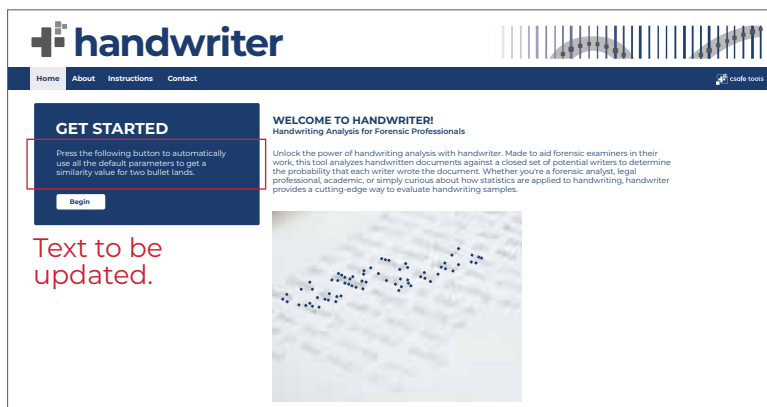 handwriter
Home About Instructions Contact
csafe tools
GET STARTED
Press the following button to automatically
use all the default parameters to get a
similarity value for two bullet lands.
Begin
Text to be
updated.
WELCOME TO HANDWRITER!
Handwriting Analysis for Forensic Professionals
Unlock the power of handwriting analysis with handwriter. Made to aid forensic examiners in their
work, this tool analyzes handwritten documents against a closed set of potential writers to determine
the probability that each writer wrote the document. Whether you're a forensic analyst, legal
professional, academic, or simply curious about how statistics are applied to handwriting, handwriter
provides a cutting-edge way to evaluate handwriting samples.